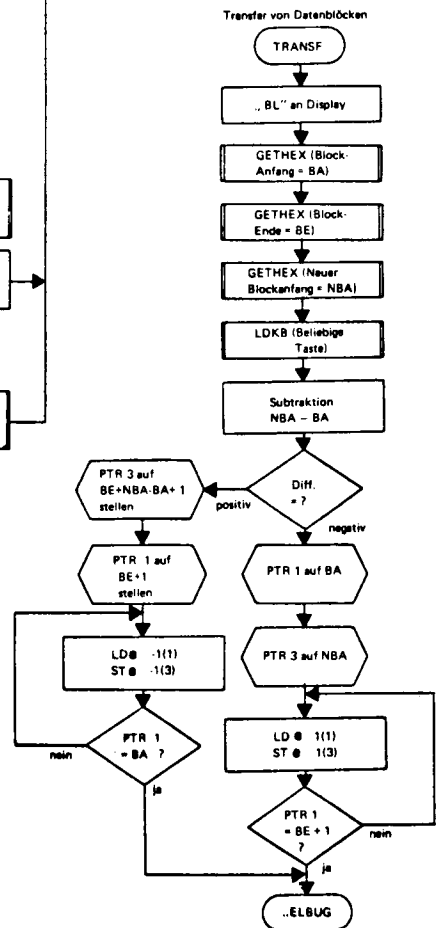 Transfer von Datenblöcken
TRANSF
„BL" an Display
GETHEX (Block-
Anfang = BA)
GETHEX (Block-
Ende = BE)
GETHEX (Neuer
Blockanfang = NBA)
LDKB (Beliebige
Taste)
Subtraktion
NBA – BA
Diff.
= ?
positiv
negativ
PTR 3 auf
BE+NBA-BA+1
stellen
PTR 1 auf
BE+1
stellen
LD@ -1(1)
ST@ -1(3)
PTR 1
= BA ?
nein
ja
PTR 1 auf BA
PTR 3 auf NBA
LD @ 1(1)
ST @ 1(3)
PTR 1
= BE + 1
?
nein
ja
..ELBUG